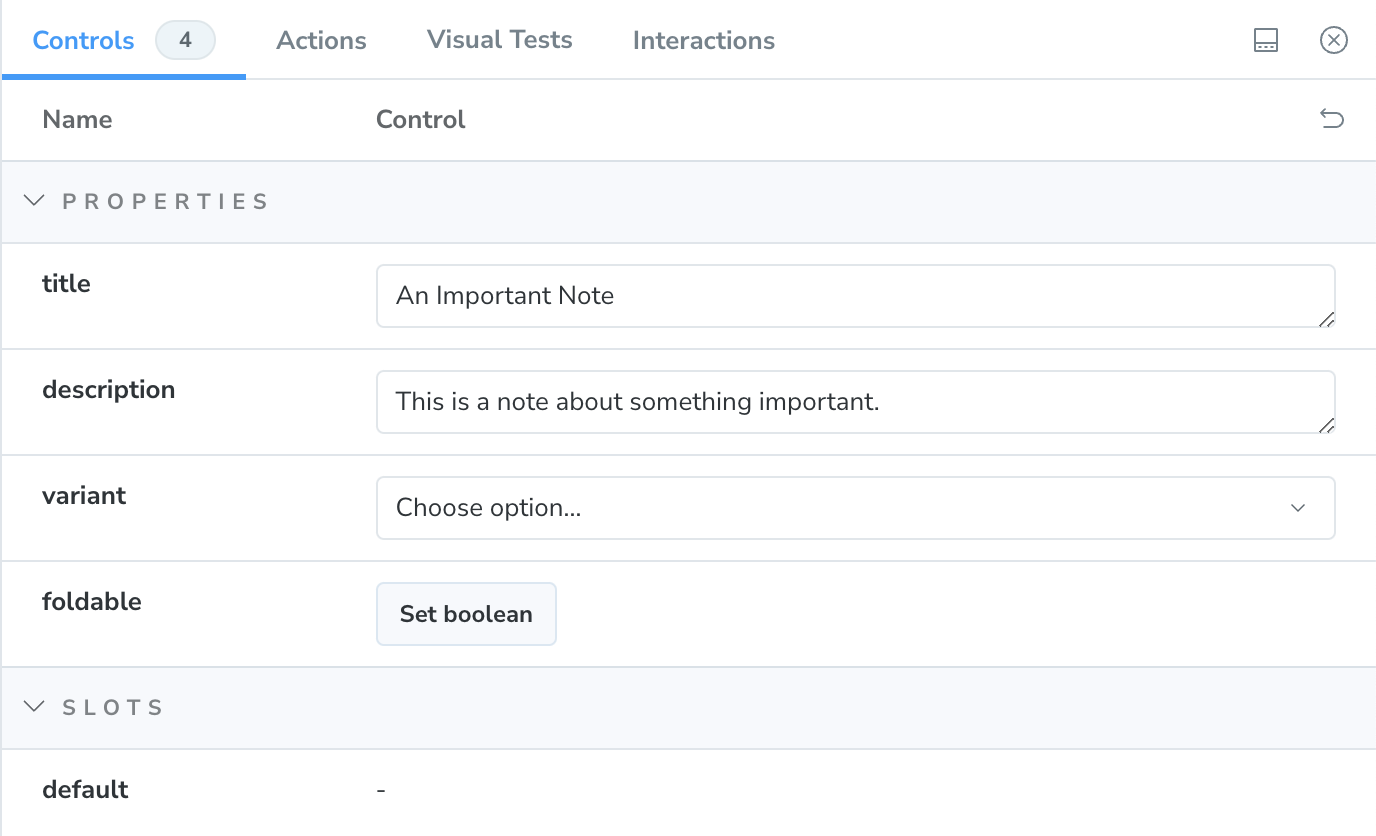 Controls 4 Actions Visual Tests Interactions
Name Control
PROPERTIES
title An Important Note
description This is a note about something important.
variant Choose option...
foldable Set boolean
SLOTS
default -